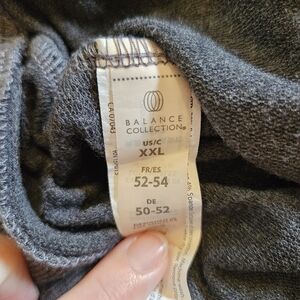 BALANCE
COLLECTION
US/C
XXL
FR/ES
52-54
DE
50-52